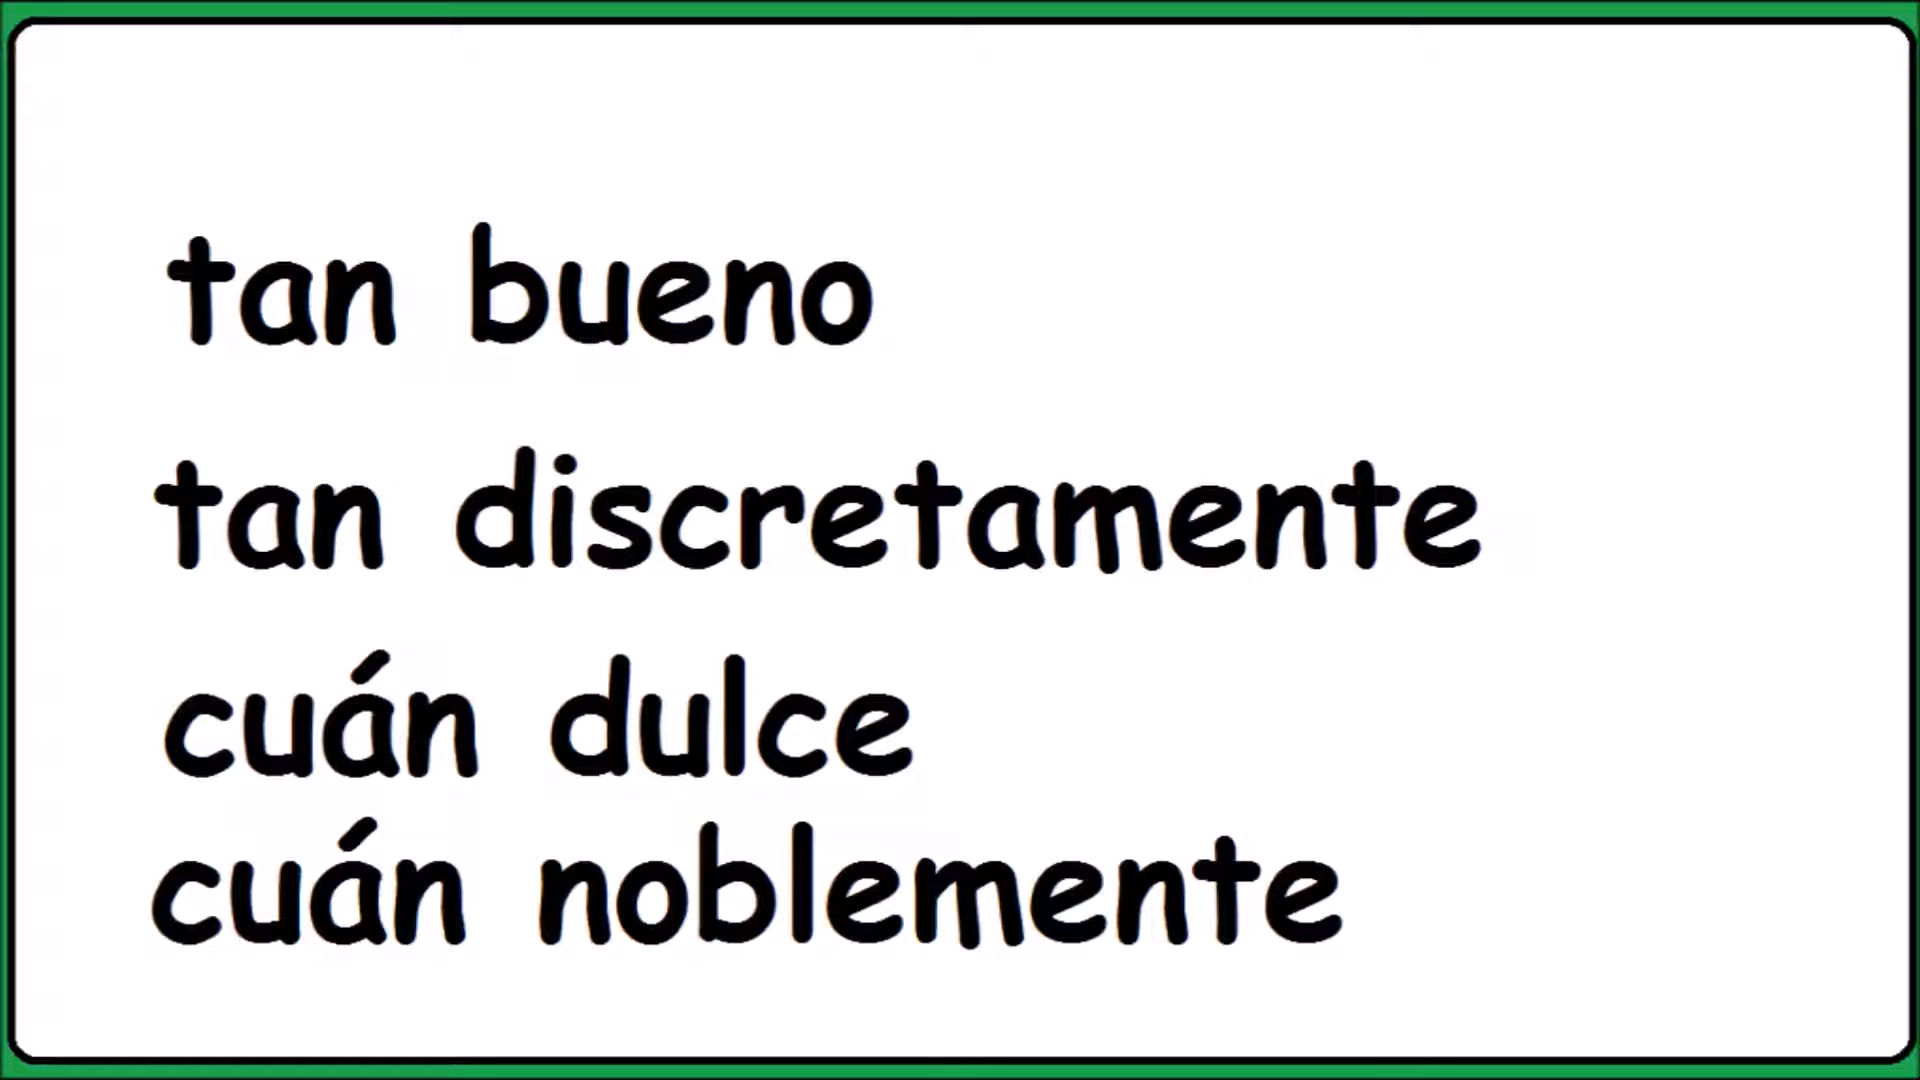 tan bueno
tan discretamente
cuán dulce
cuán noblemente